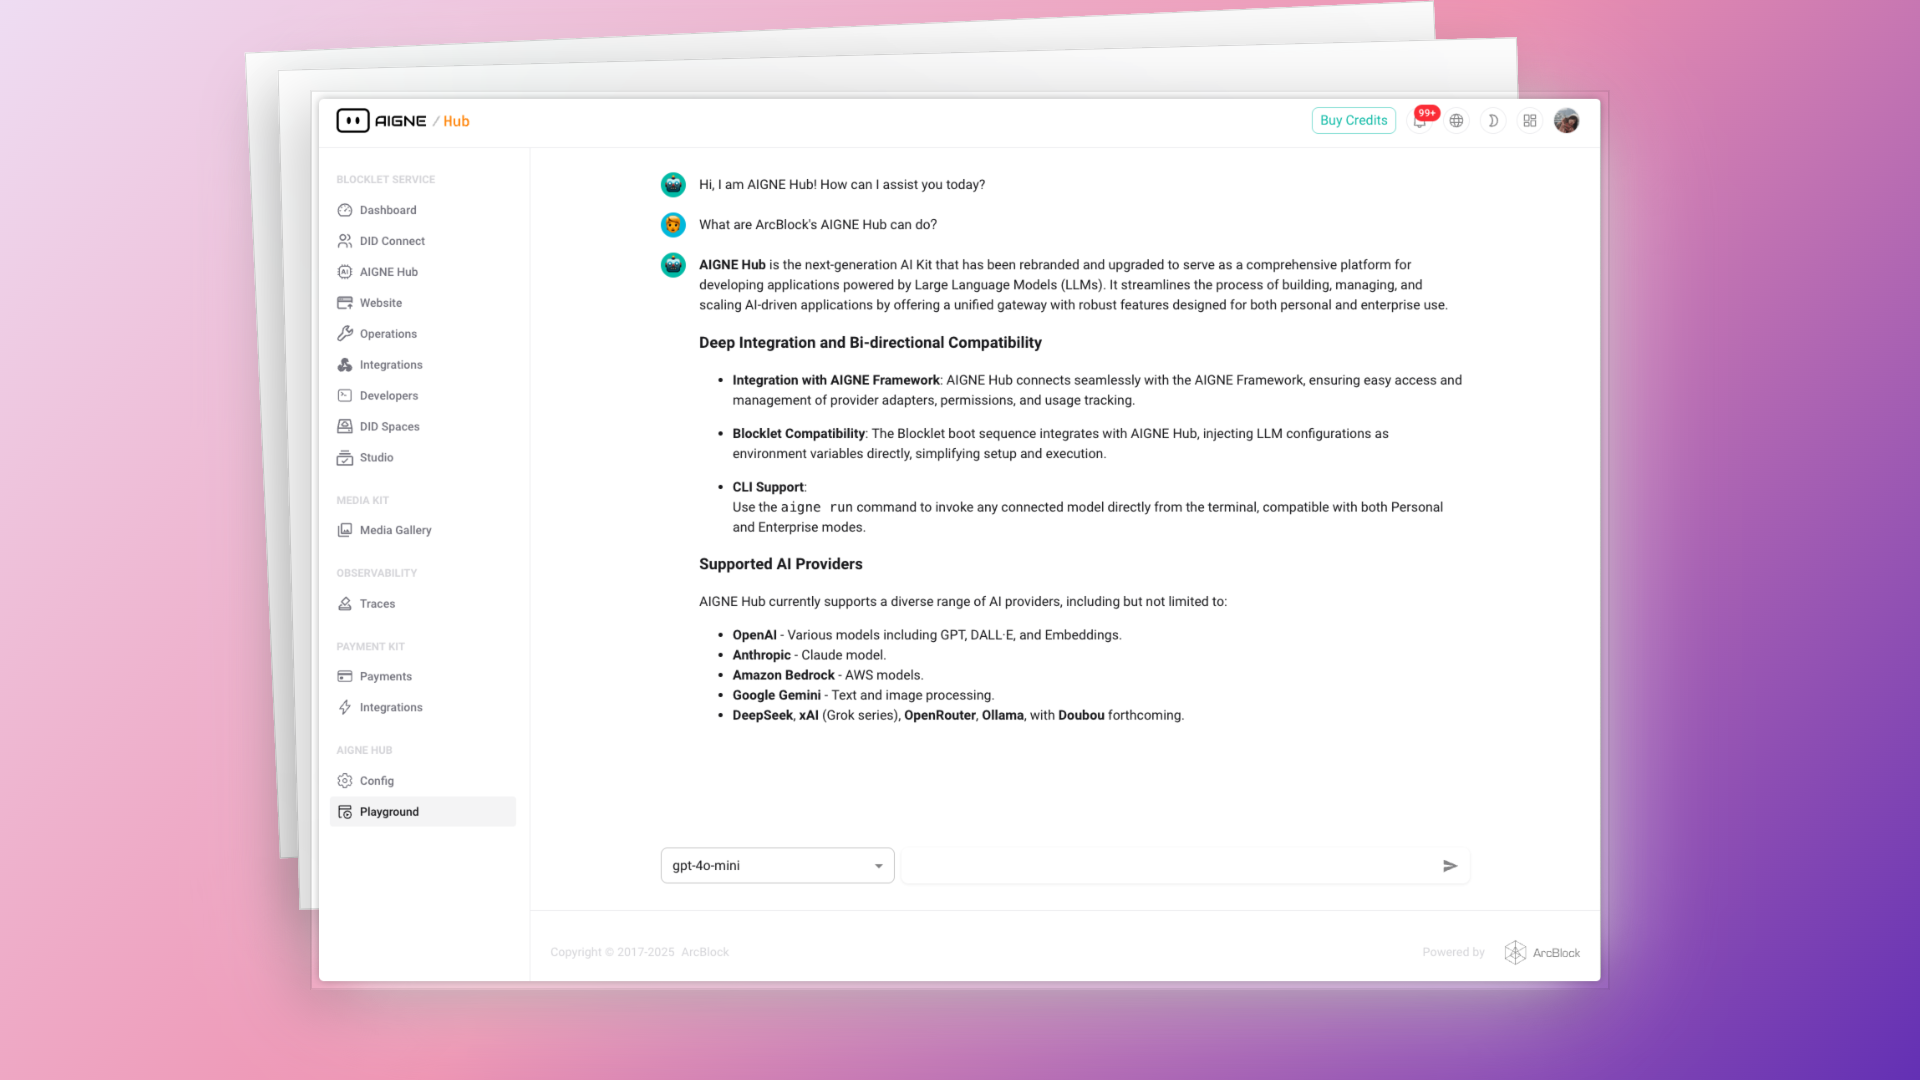 AIGNE / Hub
Buy Credits
99+
BLOCKLET SERVICE
Dashboard
DID Connect
AIGNE Hub
Website
Operations
Integrations
Developers
DID Spaces
Studio
MEDIA KIT
Media Gallery
OBSERVABILITY
Traces
PAYMENT KIT
Payments
Integrations
AIGNE HUB
Config
Playground
Hi, I am AIGNE Hub! How can I assist you today?
What are ArcBlock's AIGNE Hub can do?
AIGNE Hub is the next-generation AI Kit that has been rebranded and upgraded to serve as a comprehensive platform for
developing applications powered by Large Language Models (LLMs). It streamlines the process of building, managing, and
scaling AI-driven applications by offering a unified gateway with robust features designed for both personal and enterprise use.
Deep Integration and Bi-directional Compatibility
• Integration with AIGNE Framework: AIGNE Hub connects seamlessly with the AIGNE Framework, ensuring easy access and
management of provider adapters, permissions, and usage tracking.
• Blocklet Compatibility: The Blocklet boot sequence integrates with AIGNE Hub, injecting LLM configurations as
environment variables directly, simplifying setup and execution.
• CLI Support:
Use the aigne run command to invoke any connected model directly from the terminal, compatible with both Personal
and Enterprise modes.
Supported AI Providers
AIGNE Hub currently supports a diverse range of AI providers, including but not limited to:
• OpenAI - Various models including GPT, DALL·E, and Embeddings.
• Anthropic - Claude model.
• Amazon Bedrock - AWS models.
• Google Gemini - Text and image processing.
• DeepSeek, xAI (Grok series), OpenRouter, Ollama, with Doubou forthcoming.
gpt-4o-mini
Copyright © 2017-2025 ArcBlock
Powered by ArcBlock